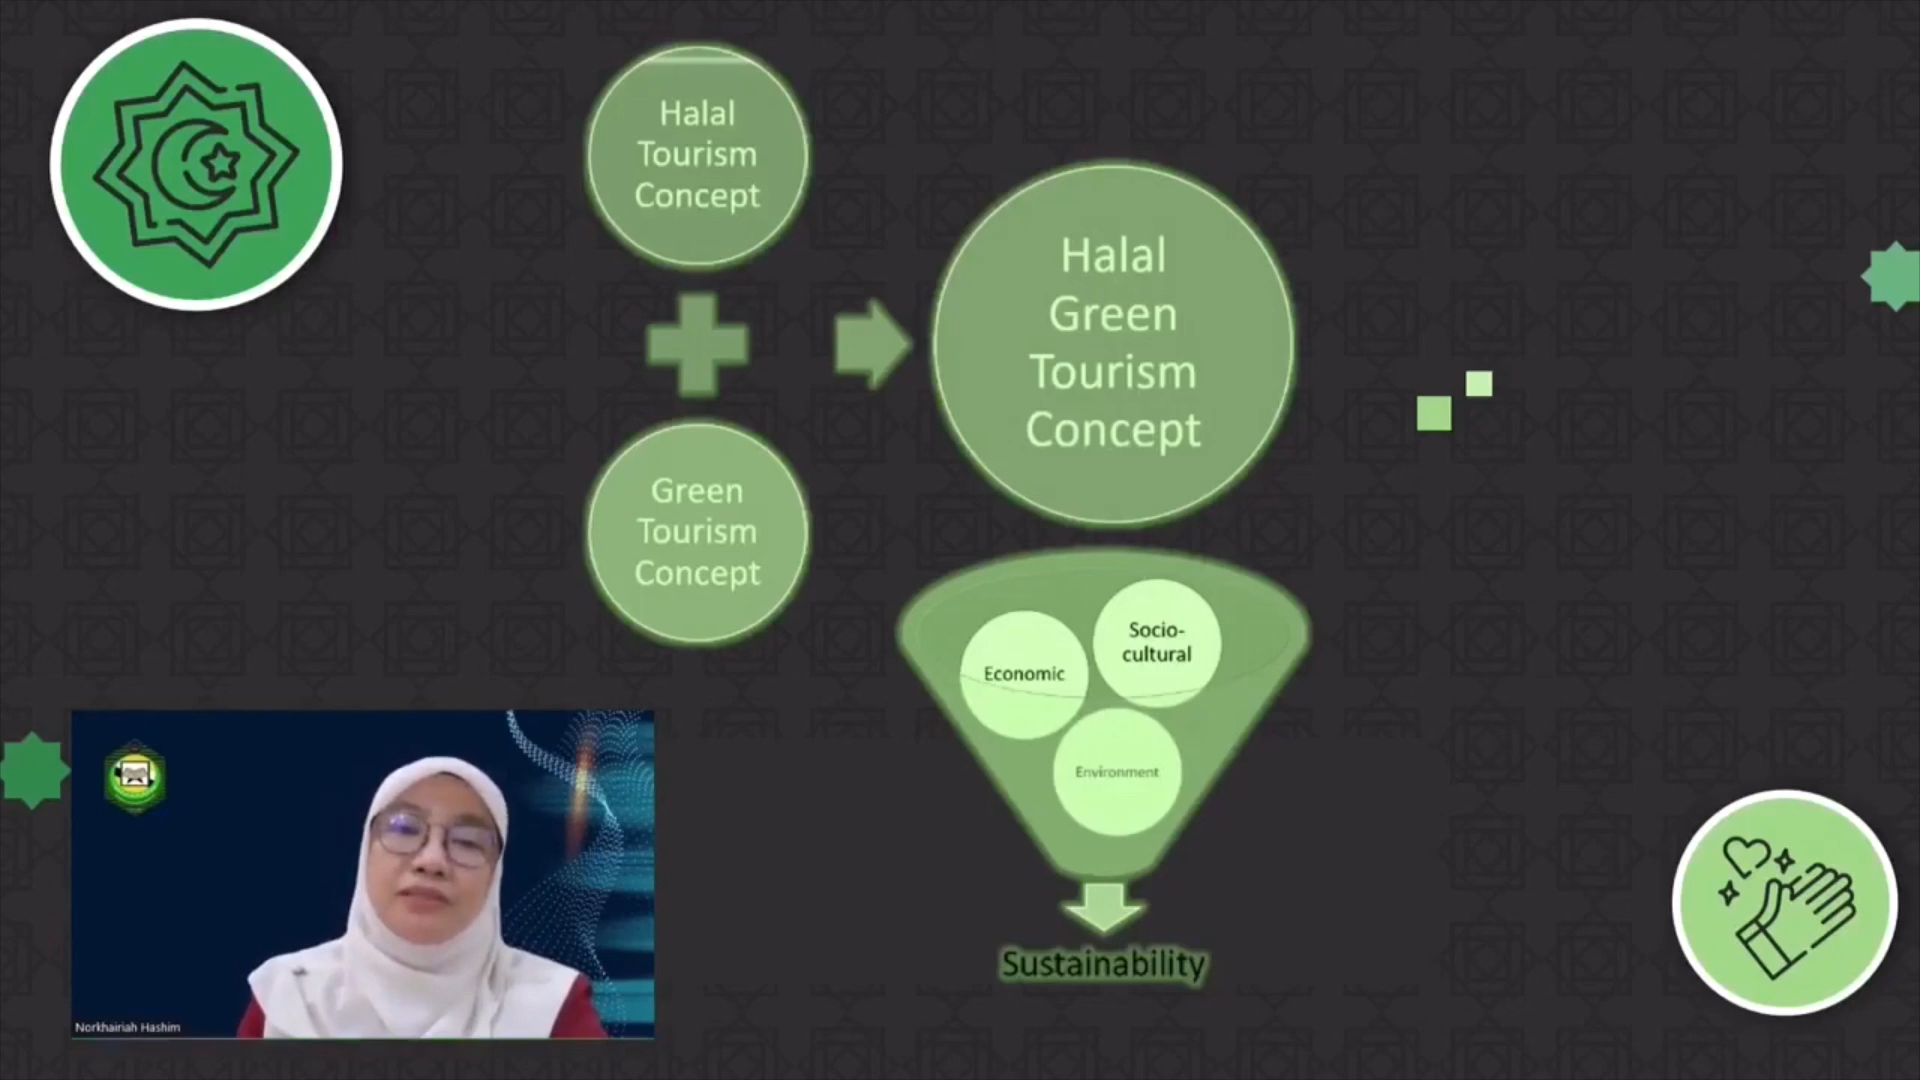 Halal
Tourism
Concept
Green
Tourism
Concept
Halal
Green
Tourism
Concept
Economic
Socio-
cultural
Environment
Sustainability
Norkhairiah Hashim